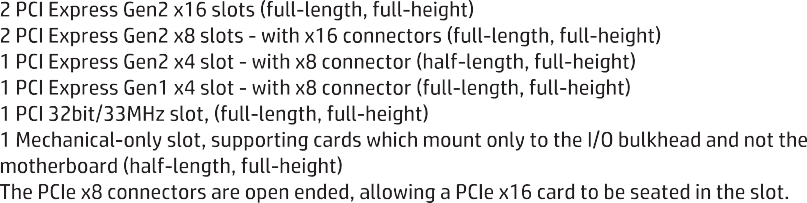 2 PCI Express Gen2 x16 slots (full-length, full-height)
2 PCI Express Gen2 x8 slots - with x16 connectors (full-length, full-height)
1 PCI Express Gen2 x4 slot - with x8 connector (half-length, full-height)
1 PCI Express Gen1 x4 slot - with x8 connector (full-length, full-height)
1 PCI 32bit/33MHz slot, (full-length, full-height)
1 Mechanical-only slot, supporting cards which mount only to the I/O bulkhead and not the
motherboard (half-length, full-height)
The PCIe x8 connectors are open ended, allowing a PCIe x16 card to be seated in the slot.